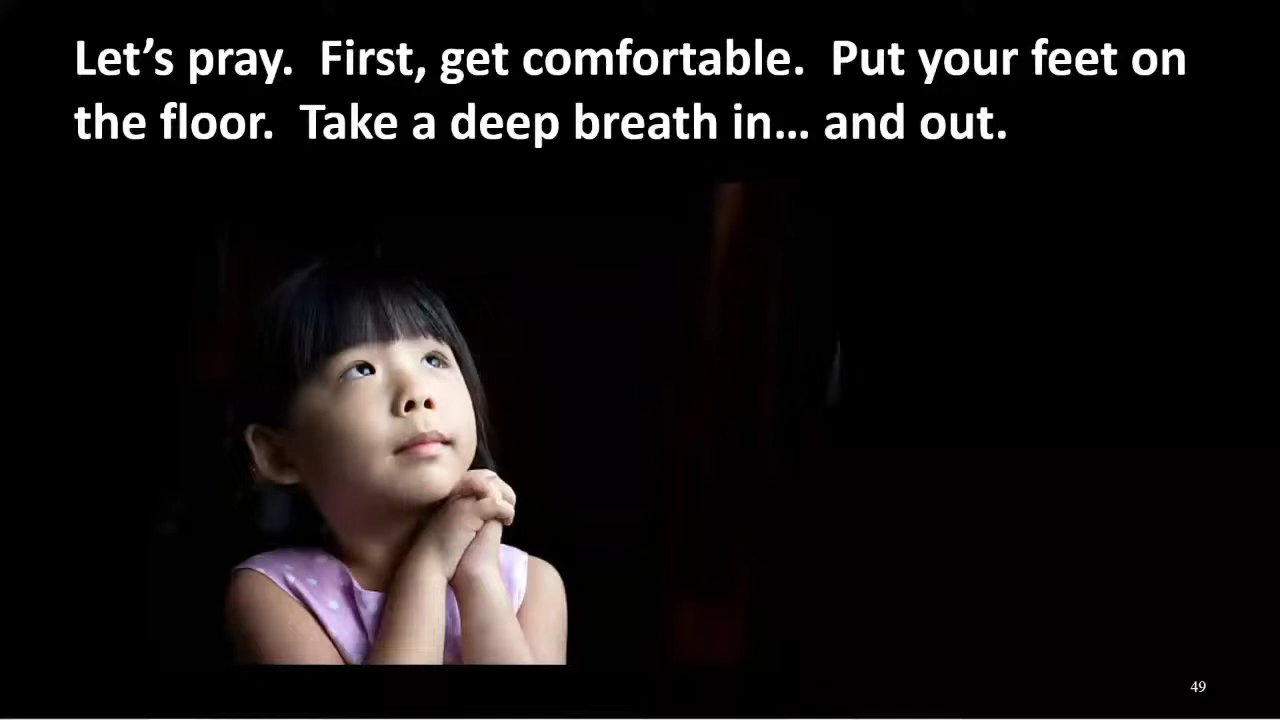 Let’s pray.  First, get comfortable.  Put your feet on
the floor.  Take a deep breath in… and out.
49